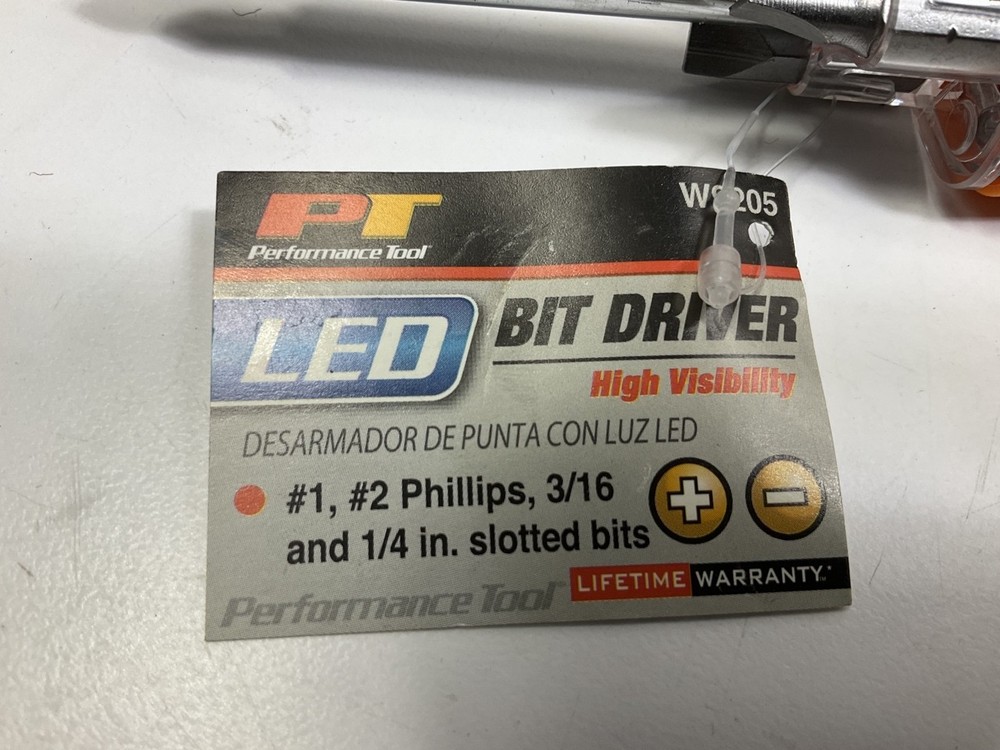 PT
Performance Tool
LED
BIT DRIVER
High Visibility
DESARMADOR DE PUNTA CON LUZ LED
#1, #2 Phillips, 3/16
and 1/4 in. slotted bits
Performance Tool
LIFETIME WARRANTY*